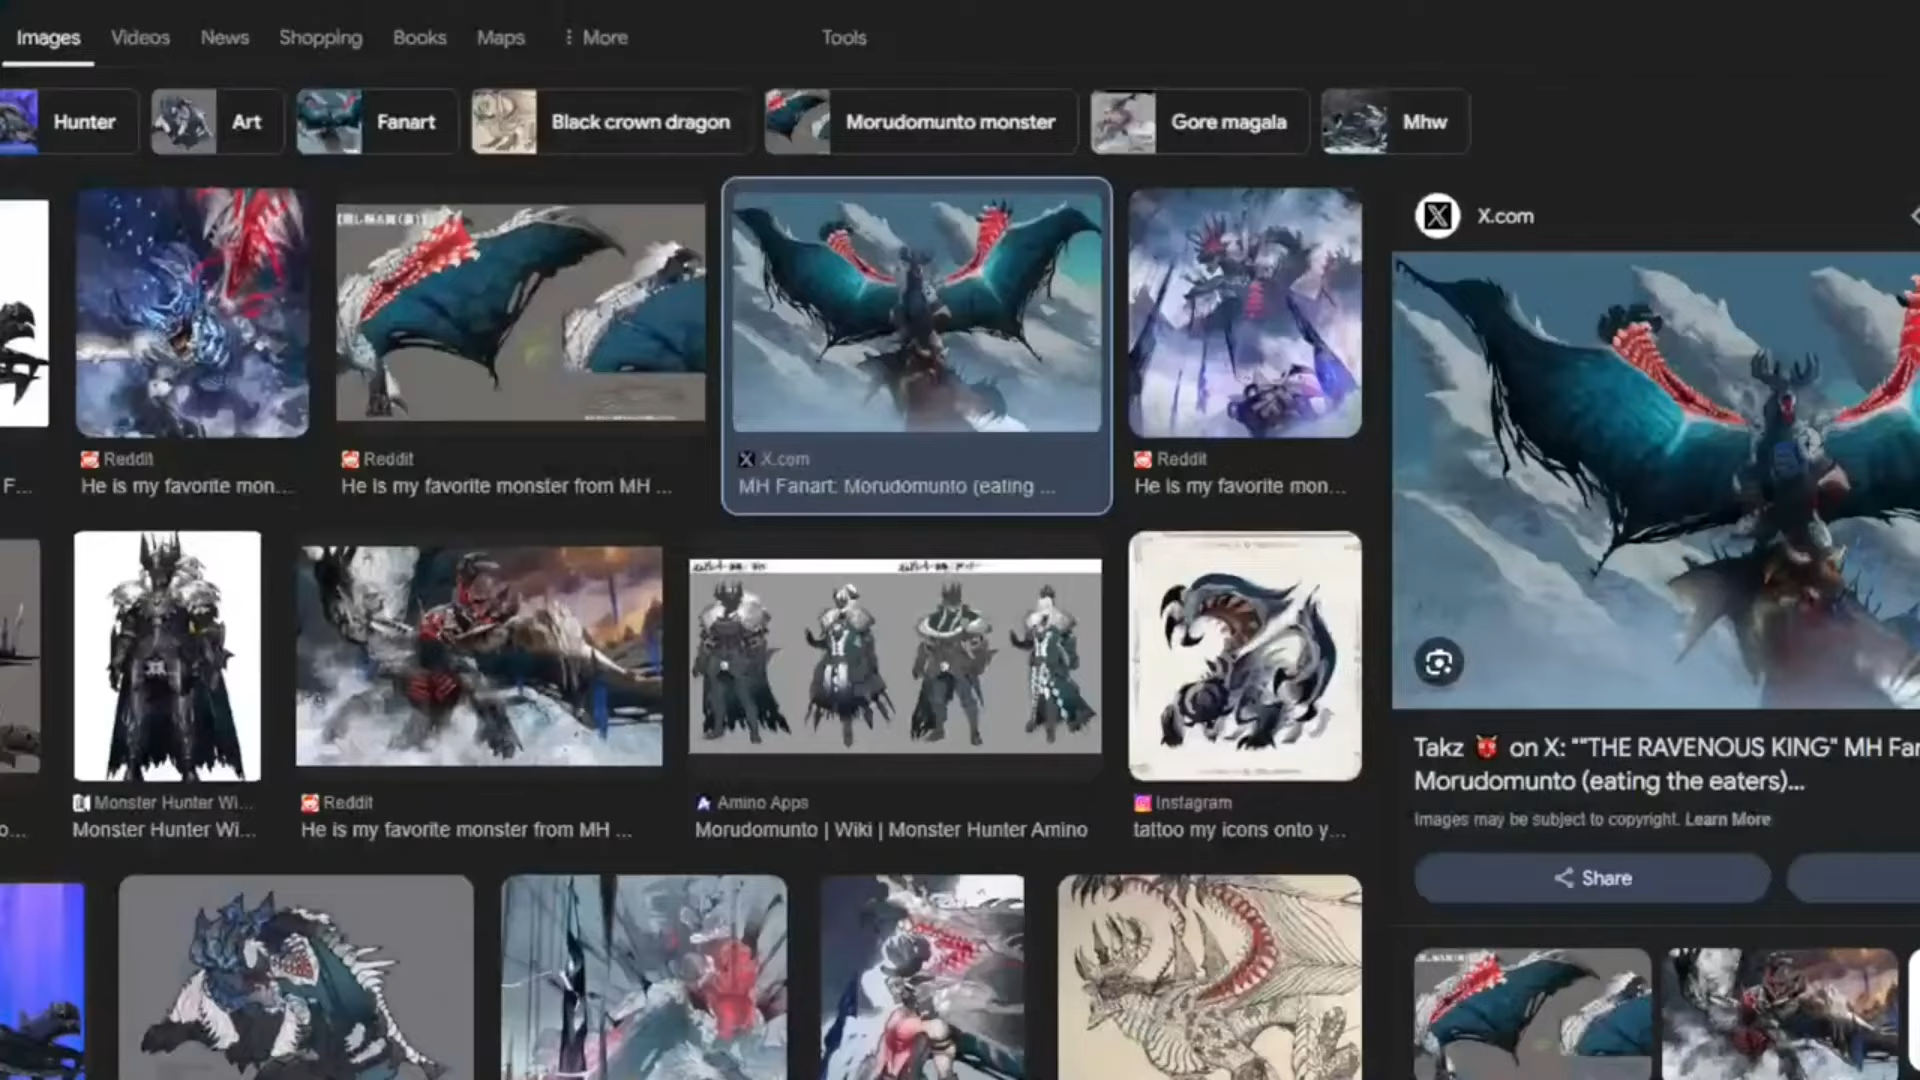 Images Videos News Shopping Books Maps More Tools
Hunter Art Fanart Black crown dragon Morudomunto monster Gore magala Mhw
X.com
Reddit
He is my favorite mon...
Reddit
He is my favorite monster from MH ...
X.com
MH Fanart: Morudomunto (eating ...
Reddit
He is my favorite mon...
F...
Monster Hunter Wi...
Monster Hunter Wi...
Reddit
He is my favorite monster from MH ...
Amino Apps
Morudomunto | Wiki | Monster Hunter Amino
Instagram
tattoo my icons onto y...
o...
Takz 👹 on X: ""THE RAVENOUS KING" MH Fan
Morudomunto (eating the eaters)...
Images may be subject to copyright. Learn More
Share